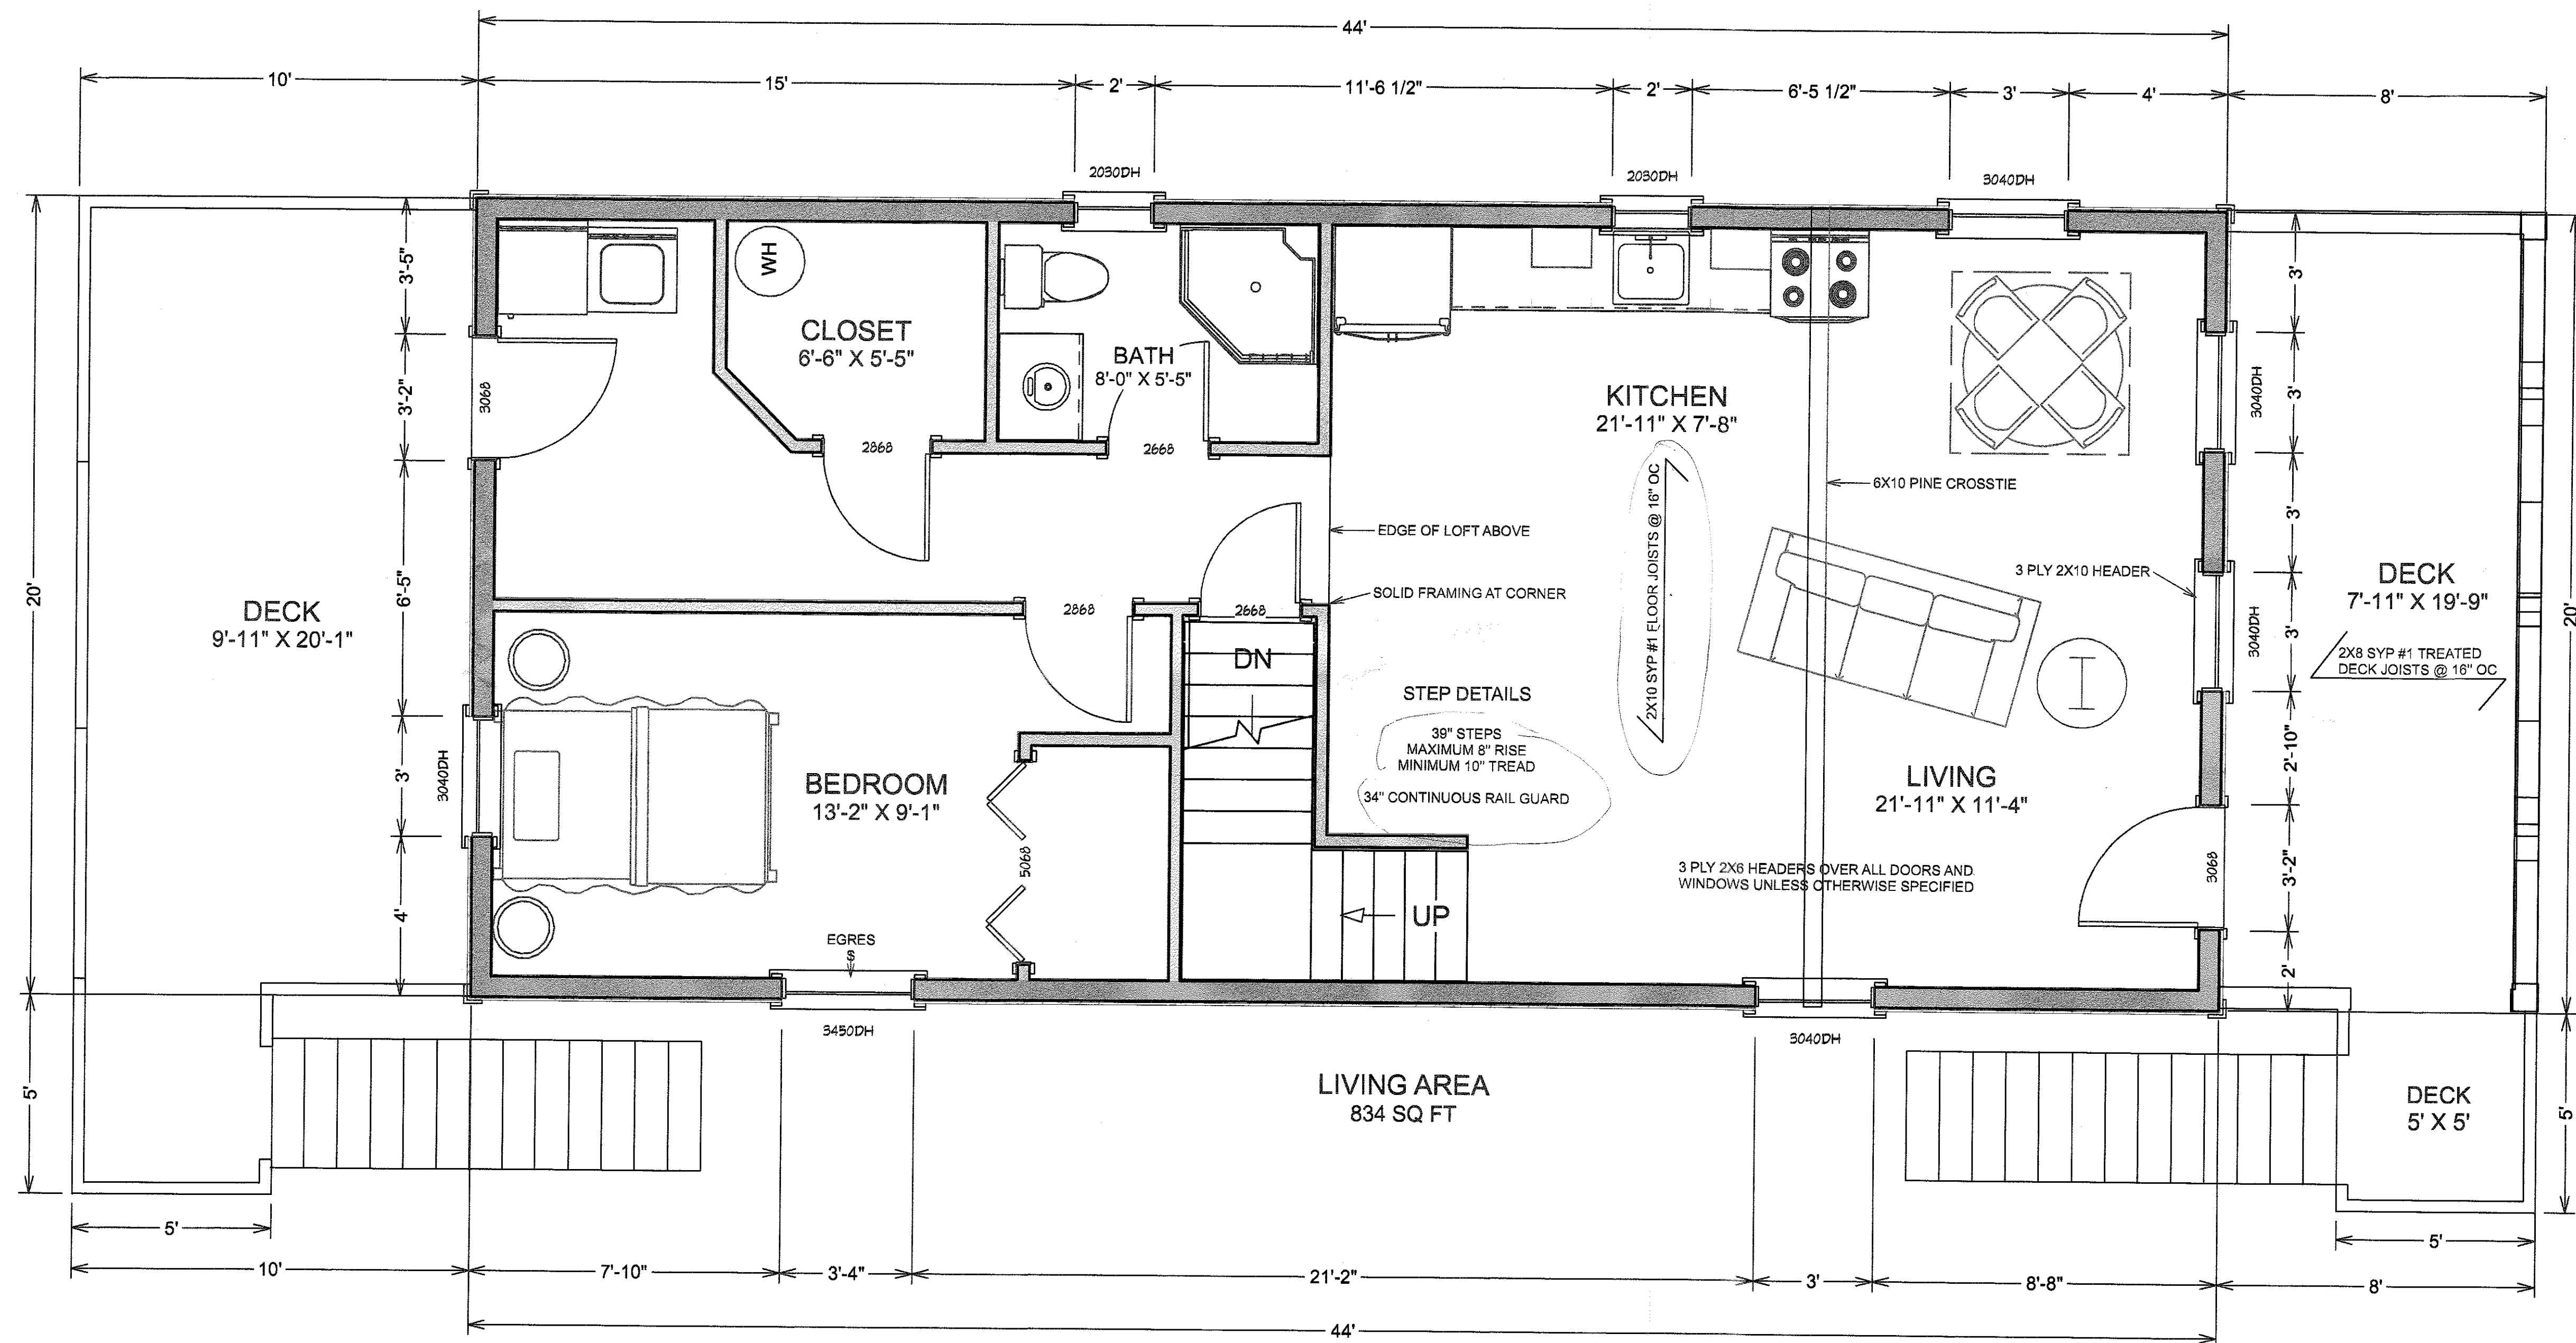 44'
10'
15'
2'
11'-6 1/2"
2'
6'-5 1/2"
3'
4'
8'
2030DH
2030DH
3040DH
20'
3'-5"
3'-2"
6'-5"
3'
4'
5'
3068
3040DH
DECK
9'-11" X 20'-1"
WH
CLOSET
6'-6" X 5'-5"
2868
BATH
8'-0" X 5'-5"
2668
KITCHEN
21'-11" X 7'-8"
6X10 PINE CROSSTIE
EDGE OF LOFT ABOVE
SOLID FRAMING AT CORNER
2X10 SYP #1 FLOOR JOISTS @ 16" OC
3 PLY 2X10 HEADER
2868
2668
DN
STEP DETAILS
39" STEPS
MAXIMUM 8" RISE
MINIMUM 10" TREAD
34" CONTINUOUS RAIL GUARD
BEDROOM
13'-2" X 9'-1"
5068
EGRES
S
LIVING
21'-11" X 11'-4"
3 PLY 2X6 HEADERS OVER ALL DOORS AND
WINDOWS UNLESS OTHERWISE SPECIFIED
UP
3040DH
3040DH
3068
3'
3'
3'
3'
2'-10"
3'-2"
2'
DECK
7'-11" X 19'-9"
2X8 SYP #1 TREATED
DECK JOISTS @ 16" OC
20'
3450DH
3040DH
LIVING AREA
834 SQ FT
DECK
5' X 5'
5'
5'
5'
10'
7'-10"
3'-4"
21'-2"
3'
8'-8"
8'
44'